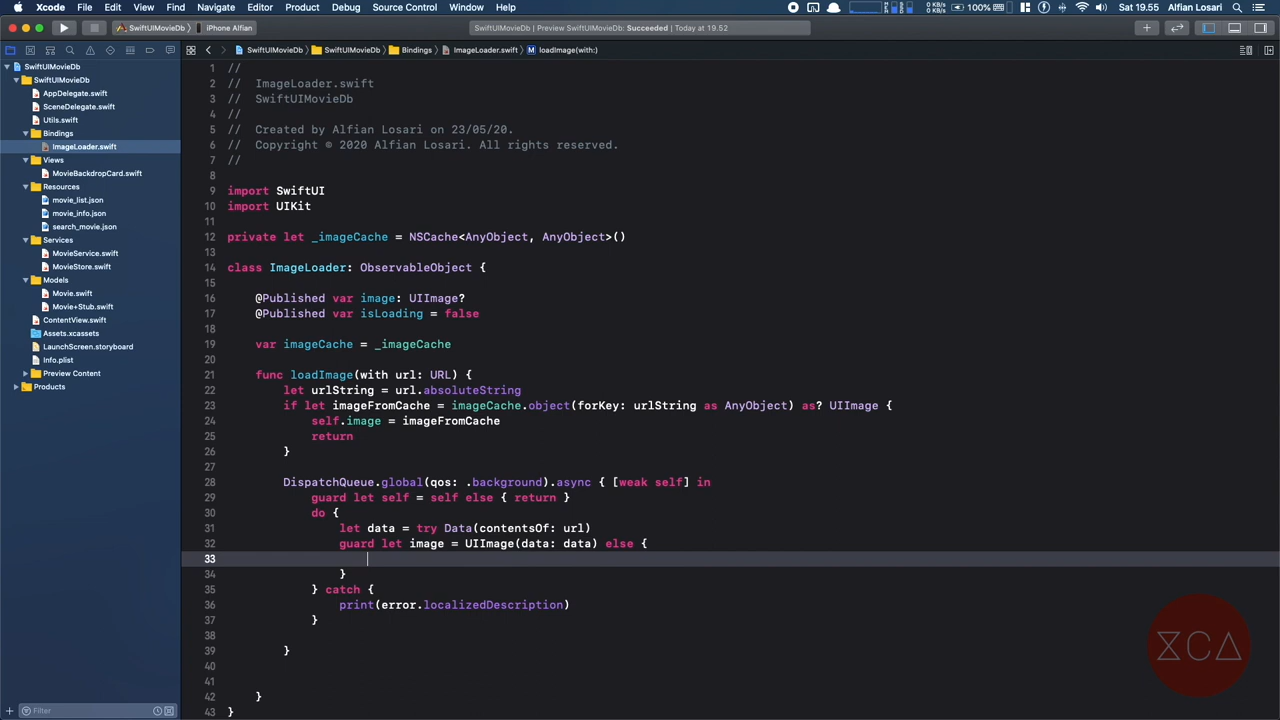 Xcode File Edit View Find Navigate Editor Product Debug Source Control Window Help
0 KB/s 0 KB/s 100% Sat 19.55 Alfian Losari
SwiftUIMovieDb iPhone Alfian
SwiftUIMovieDb | Preview SwiftUIMovieDb: Succeeded | Today at 19.52
SwiftUIMovieDb SwiftUIMovieDb Bindings ImageLoader.swift M loadImage(with:)
SwiftUIMovieDb
SwiftUIMovieDb
AppDelegate.swift
SceneDelegate.swift
Utils.swift
Bindings
ImageLoader.swift
Views
MovieBackdropCard.swift
Resources
movie_list.json
movie_info.json
search_movie.json
Services
MovieService.swift
MovieStore.swift
Models
Movie.swift
Movie+Stub.swift
ContentView.swift
Assets.xcassets
LaunchScreen.storyboard
Info.plist
Preview Content
Products
Filter
1 //
2 // ImageLoader.swift
3 // SwiftUIMovieDb
4 //
5 // Created by Alfian Losari on 23/05/20.
6 // Copyright © 2020 Alfian Losari. All rights reserved.
7 //
8
9 import SwiftUI
10 import UIKit
11
12 private let _imageCache = NSCache<AnyObject, AnyObject>()
13
14 class ImageLoader: ObservableObject {
15
16 @Published var image: UIImage?
17 @Published var isLoading = false
18
19 var imageCache = _imageCache
20
21 func loadImage(with url: URL) {
22 let urlString = url.absoluteString
23 if let imageFromCache = imageCache.object(forKey: urlString as AnyObject) as? UIImage {
24 self.image = imageFromCache
25 return
26 }
27
28 DispatchQueue.global(qos: .background).async { [weak self] in
29 guard let self = self else { return }
30 do {
31 let data = try Data(contentsOf: url)
32 guard let image = UIImage(data: data) else {
33
34 }
35 } catch {
36 print(error.localizedDescription)
37 }
38
39 }
40
41
42 }
43 }
XCA